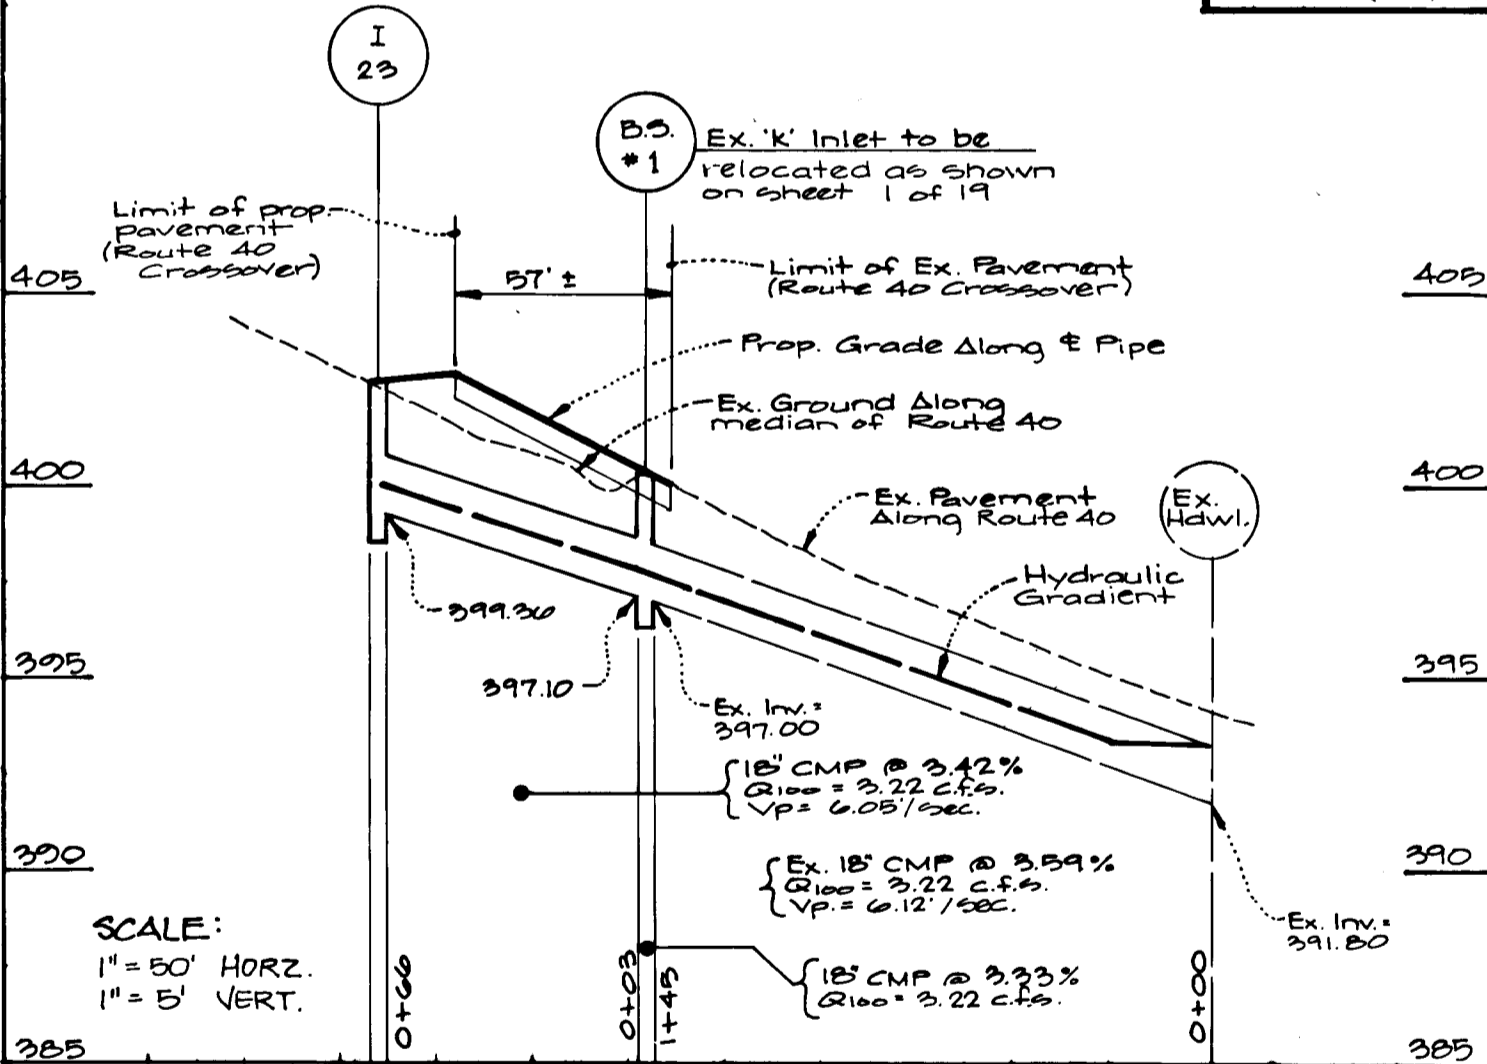 I
23
B.S.
#1
Ex. 'K' Inlet to be
relocated as shown
on sheet 1 of 19
Limit of prop.
pavement
(Route 40
Crossover)
405
57' ±
Limit of Ex. Pavement
(Route 40 Crossover)
405
Prop. Grade Along ℄ Pipe
Ex. Ground Along
median of Route 40
400
Ex. Pavement
Along Route 40
Ex.
Hdwl.
400
Hydraulic
Gradient
399.36
395
397.10
Ex. Inv. =
397.00
395
18" CMP @ 3.42%
Q100 = 3.22 c.f.s.
Vp = 6.05'/sec.
390
Ex. 18" CMP @ 3.59%
Q100 = 3.22 c.f.s.
Vp. = 6.12'/sec.
390
Ex. Inv. =
391.80
SCALE:
1" = 50' HORZ.
1" = 5' VERT.
18" CMP @ 3.33%
Q100 = 3.22 c.f.s.
0+66
0+03
1+45
0+00
385
385